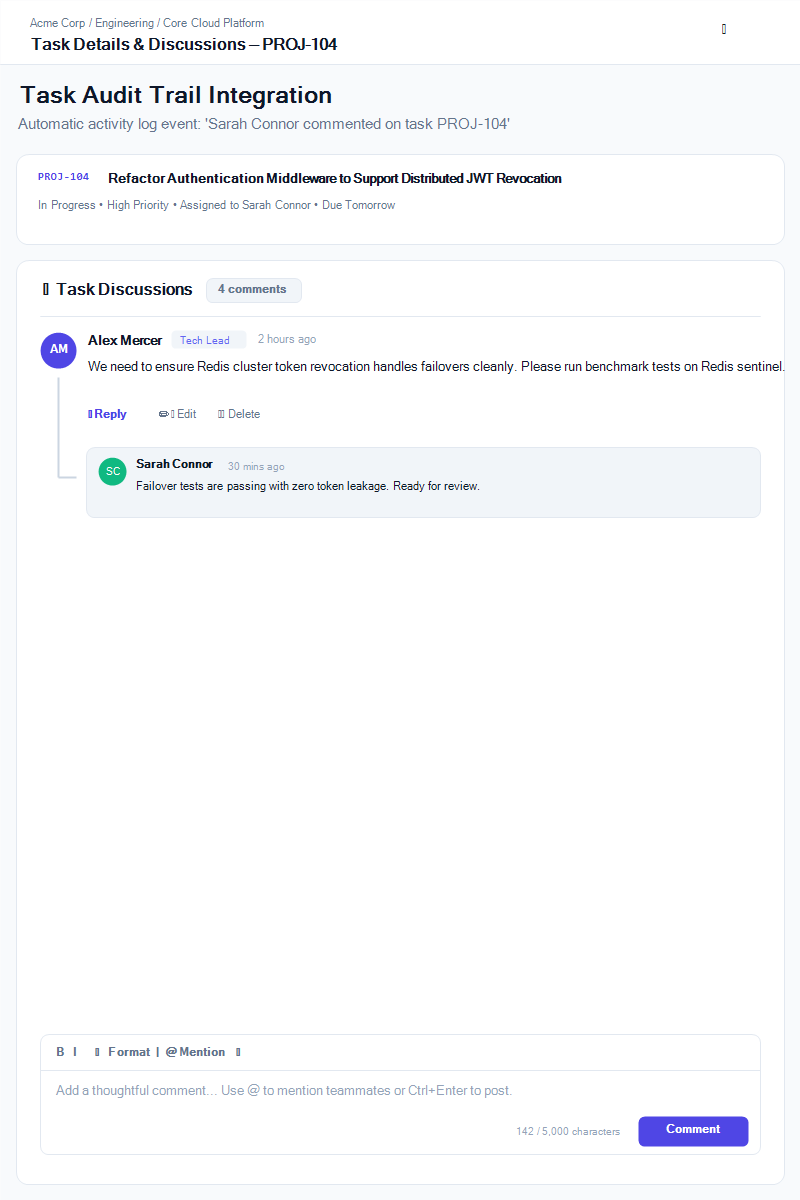 Acme Corp / Engineering / Core Cloud Platform
Task Details & Discussions — PROJ-104
Task Audit Trail Integration
Automatic activity log event: 'Sarah Connor commented on task PROJ-104'
PROJ-104 Refactor Authentication Middleware to Support Distributed JWT Revocation
In Progress • High Priority • Assigned to Sarah Connor • Due Tomorrow
Task Discussions 4 comments
AM Alex Mercer Tech Lead 2 hours ago
We need to ensure Redis cluster token revocation handles failovers cleanly. Please run benchmark tests on Redis sentinel.
Reply ✏ Edit Delete
SC Sarah Connor 30 mins ago
Failover tests are passing with zero token leakage. Ready for review.
B I Format | @ Mention
Add a thoughtful comment... Use @ to mention teammates or Ctrl+Enter to post.
142 / 5,000 characters Comment